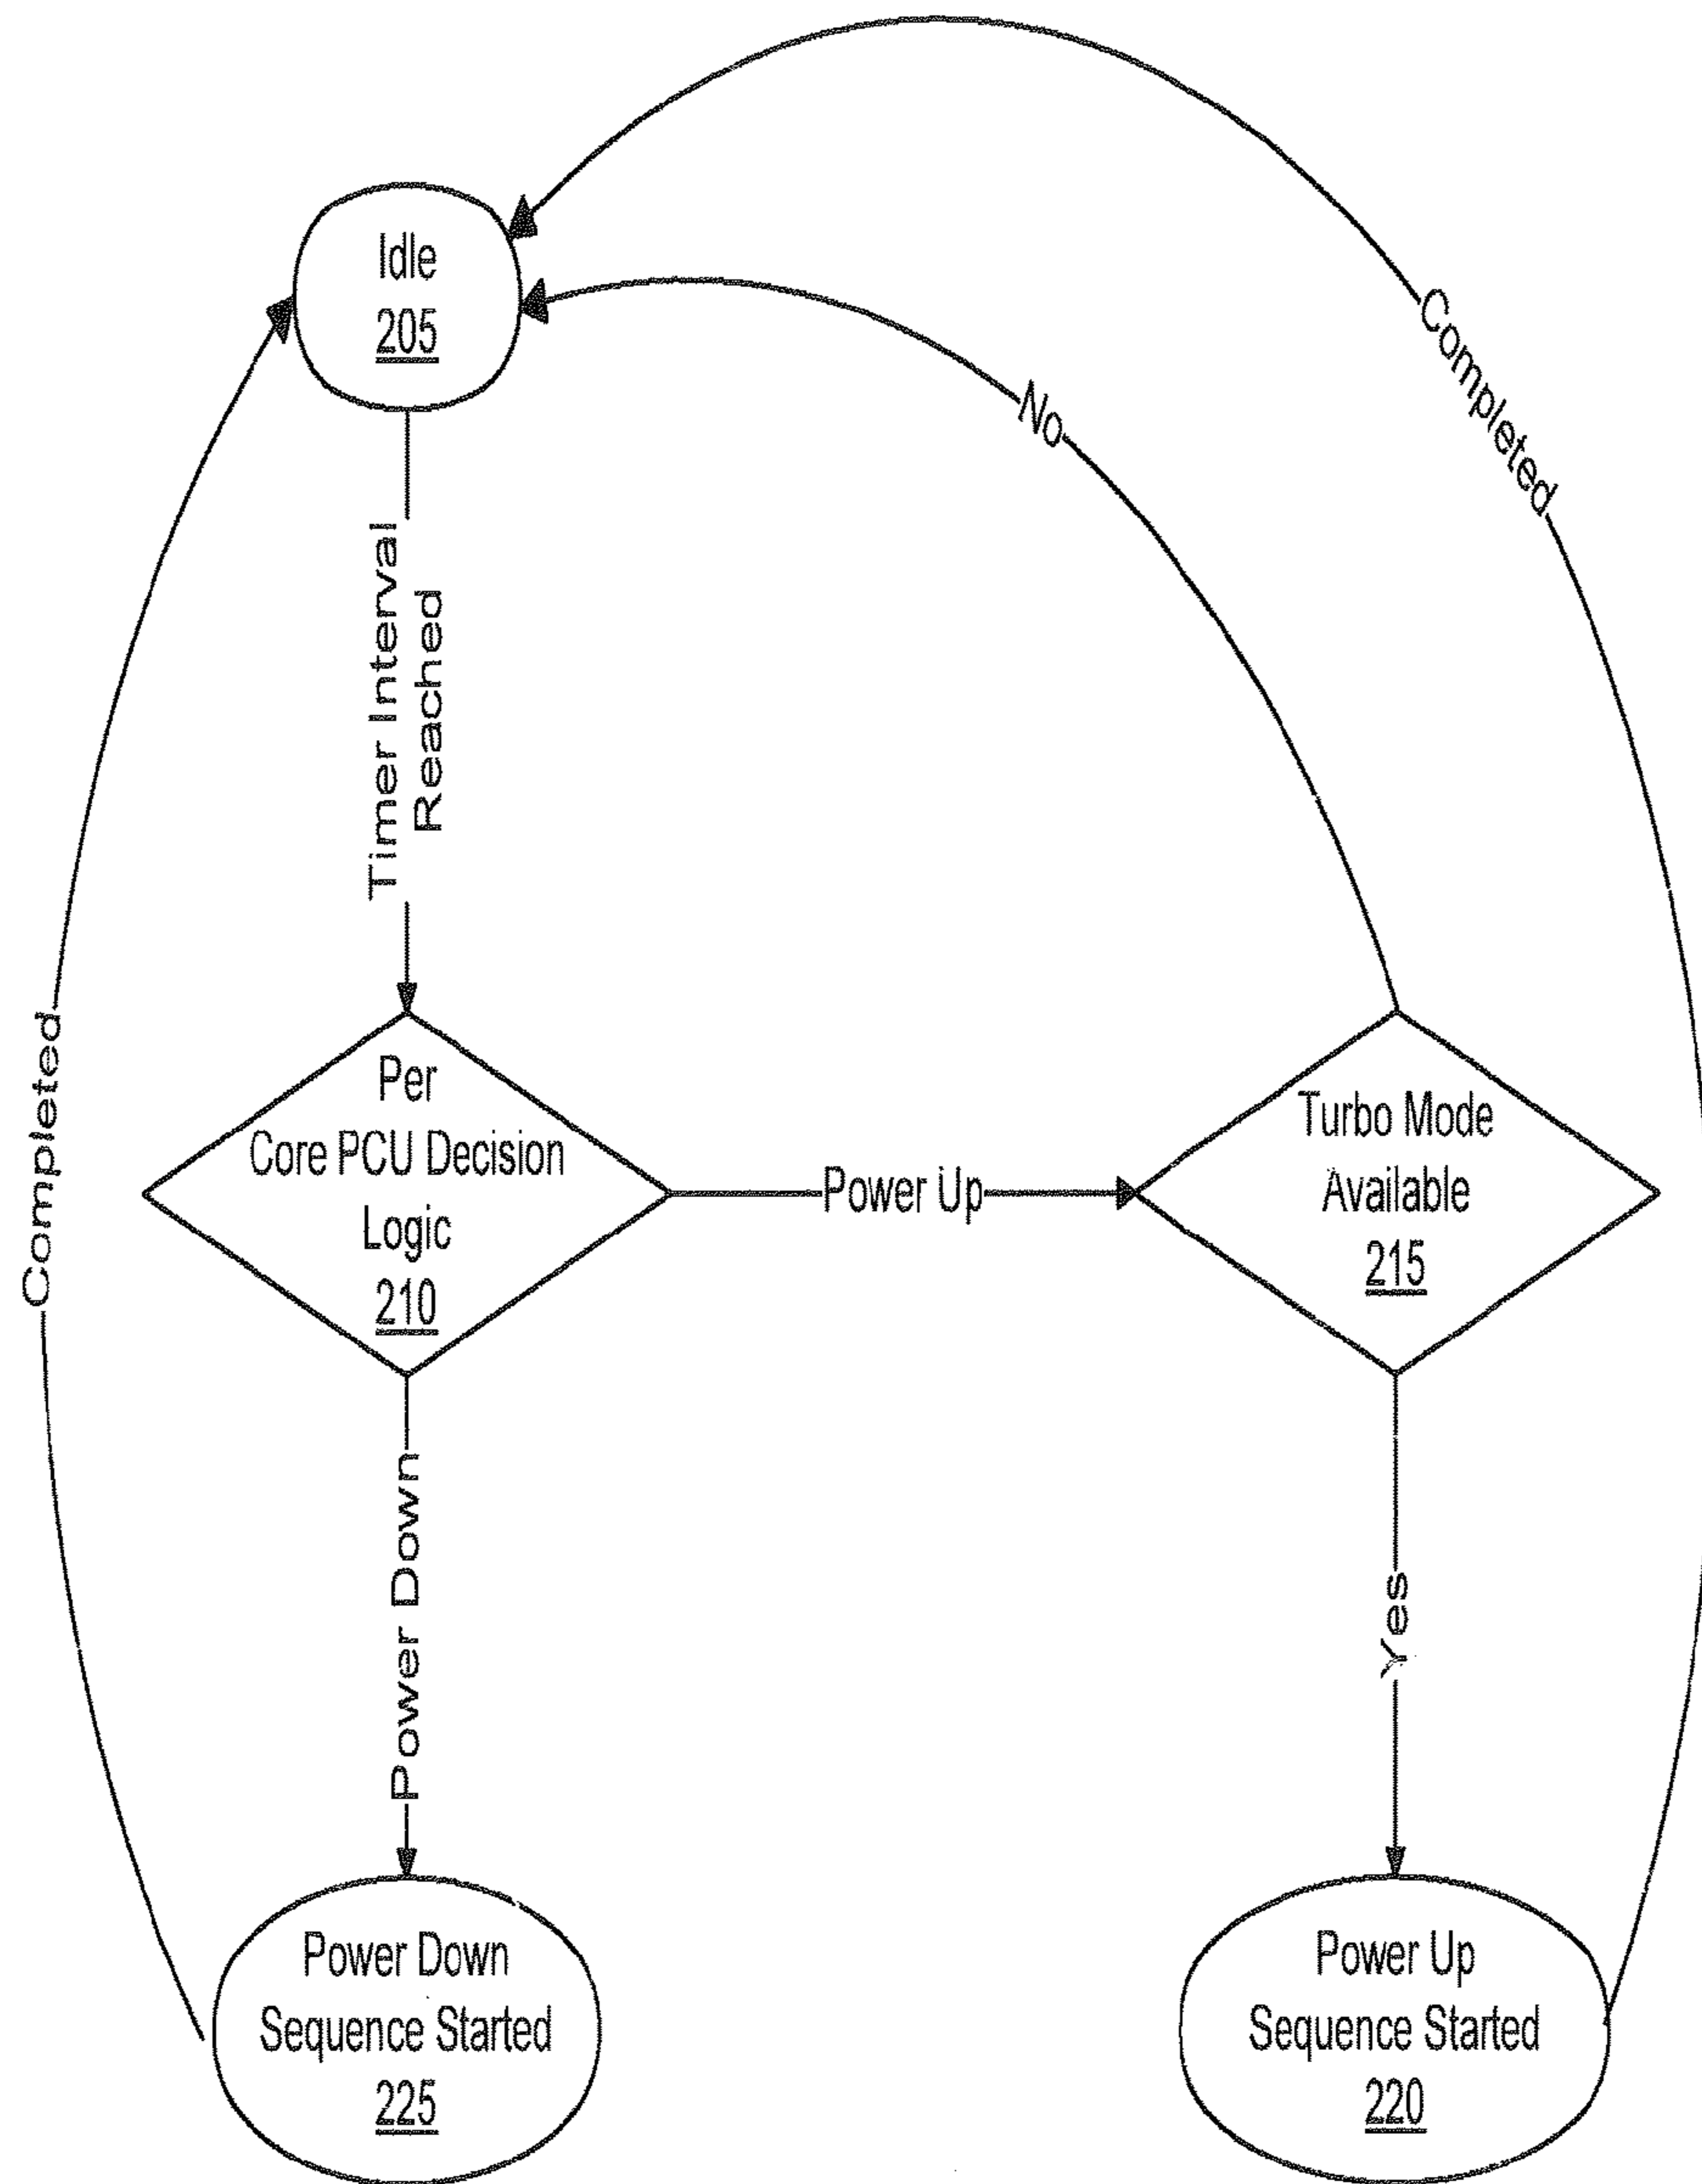 Idle
205
No
Completed
Timer Interval
Reached
Completed
Per
Core PCU Decision
Logic
210
Power Up
Turbo Mode
Available
215
Power Down
Yes
Power Down
Sequence Started
225
Power Up
Sequence Started
220